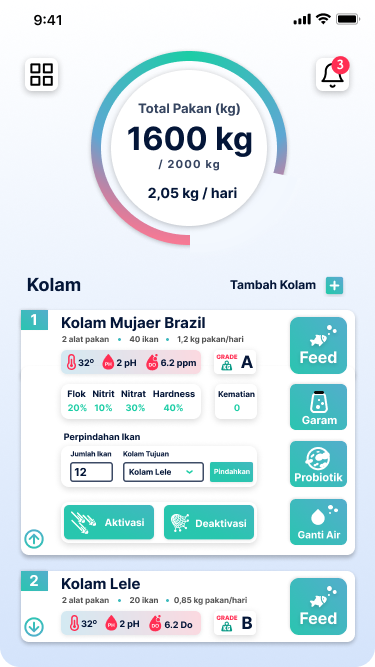 9:41
3
Total Pakan (kg)
1600 kg
/ 2000 kg
2,05 kg / hari
Kolam
Tambah Kolam +
1
Kolam Mujaer Brazil
2 alat pakan • 40 ikan • 1,2 kg pakan/hari
32º PH 2 pH DO 6.2 ppm
GRADE A
Feed
Flok Nitrit Nitrat Hardness
20% 10% 30% 40%
Kematian
0
Garam
Perpindahan Ikan
Jumlah Ikan Kolam Tujuan
12 Kolam Lele Pindahkan
Probiotik
Aktivasi Deaktivasi
Ganti Air
2
Kolam Lele
2 alat pakan • 20 ikan • 0,85 kg pakan/hari
32º PH 2 pH DO 6.2 Do
GRADE B
Feed